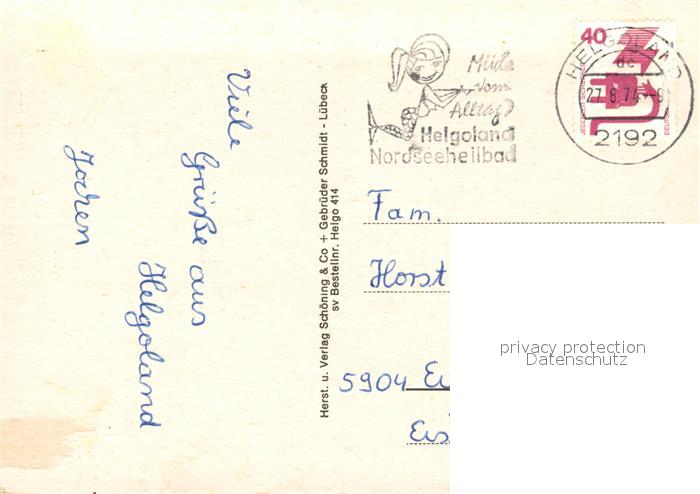 Viele
Grüße aus
Helgoland
Jochen
Herst. u. Verlag Schöning & Co + Gebrüder Schmidt - Lübeck
sv Bestellnr. Helgo 414
Müde
vom
Alltag?
Helgoland
Nordseeheilbad
40
HELGOLAND
27.8.74
2192
Fam.
Horst
5904
privacy protection
Datenschutz